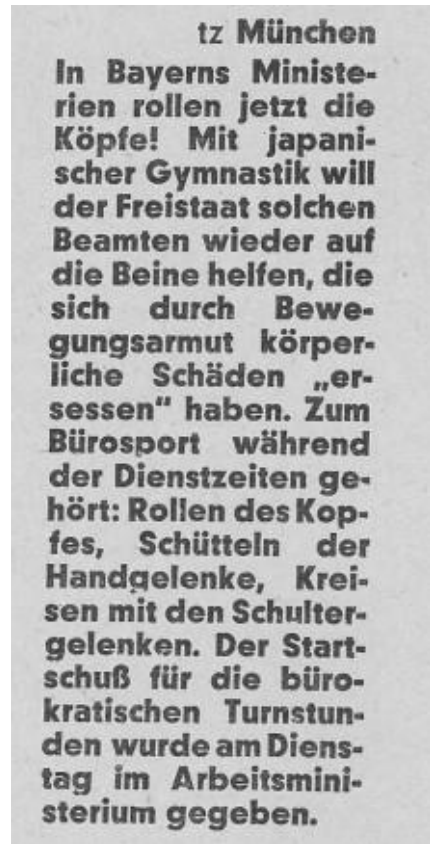 tz München
In Bayerns Ministe-
rien rollen jetzt die
Köpfe! Mit japani-
scher Gymnastik will
der Freistaat solchen
Beamten wieder auf
die Beine helfen, die
sich durch Bewe-
gungsarmut körper-
liche Schäden „er-
sessen“ haben. Zum
Bürosport während
der Dienstzeiten ge-
hört: Rollen des Kop-
fes, Schütteln der
Handgelenke, Krei-
sen mit den Schulter-
gelenken. Der Start-
schuß für die büro-
kratischen Turnstun-
den wurde am Diens-
tag im Arbeitsmini-
sterium gegeben.